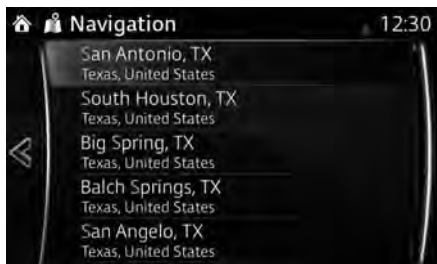 Navigation 12:30
San Antonio, TX
Texas, United States
South Houston, TX
Texas, United States
Big Spring, TX
Texas, United States
Balch Springs, TX
Texas, United States
San Angelo, TX
Texas, United States